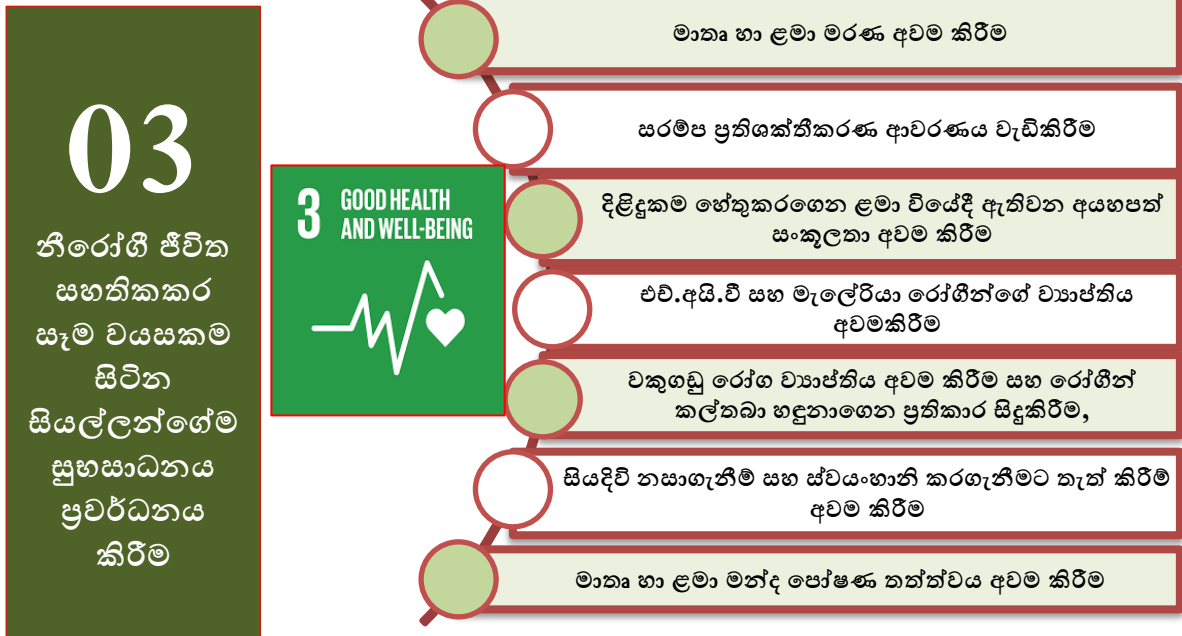 03
නීරෝගී ජීවිත
සහතිකකර
සෑම වයසකම
සිටින
සියල්ලන්ගේම
සුභසාධනය
ප්‍රවර්ධනය
කිරීම
3 GOOD HEALTH
AND WELL-BEING
මාතෘ හා ළමා මරණ අවම කිරීම
සරම්ප ප්‍රතිශක්තීකරණ ආවරණය වැඩිකිරීම
දිළිඳුකම හේතුකරගෙන ළමා වියේදී ඇතිවන අයහපත්
සංකූලතා අවම කිරීම
එච්.අයි.වී සහ මැලේරියා රෝගීන්ගේ ව්‍යාප්තිය
අවමකිරීම
වකුගඩු රෝග ව්‍යාප්තිය අවම කිරීම සහ රෝගීන්
කල්තබා හඳුනාගෙන ප්‍රතිකාර සිදුකිරීම,
සියදිවි නසාගැනීම් සහ ස්වයංහානි කරගැනීමට තැත් කිරීම්
අවම කිරීම
මාතෘ හා ළමා මන්ද පෝෂණ තත්ත්වය අවම කිරීම